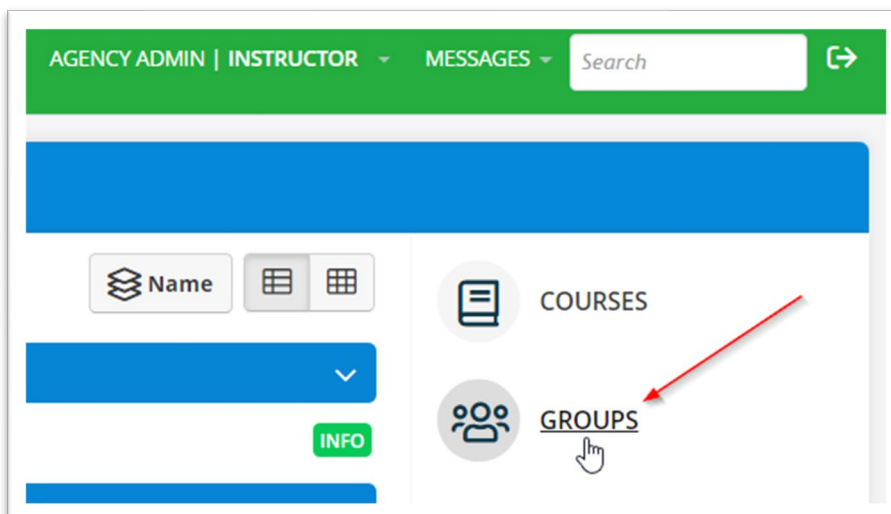 AGENCY ADMIN | INSTRUCTOR MESSAGES Search
Name
COURSES
GROUPS
INFO